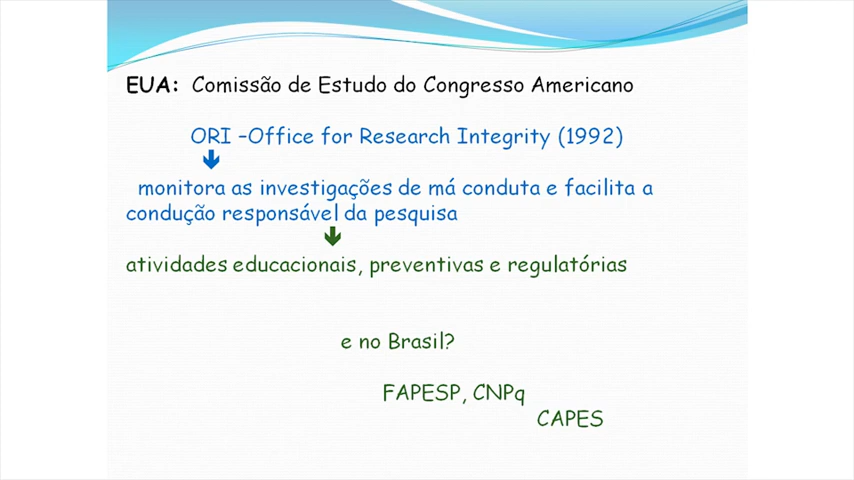 EUA: Comissão de Estudo do Congresso Americano
ORI –Office for Research Integrity (1992)
monitora as investigações de má conduta e facilita a
condução responsável da pesquisa
atividades educacionais, preventivas e regulatórias
e no Brasil?
FAPESP, CNPq
CAPES